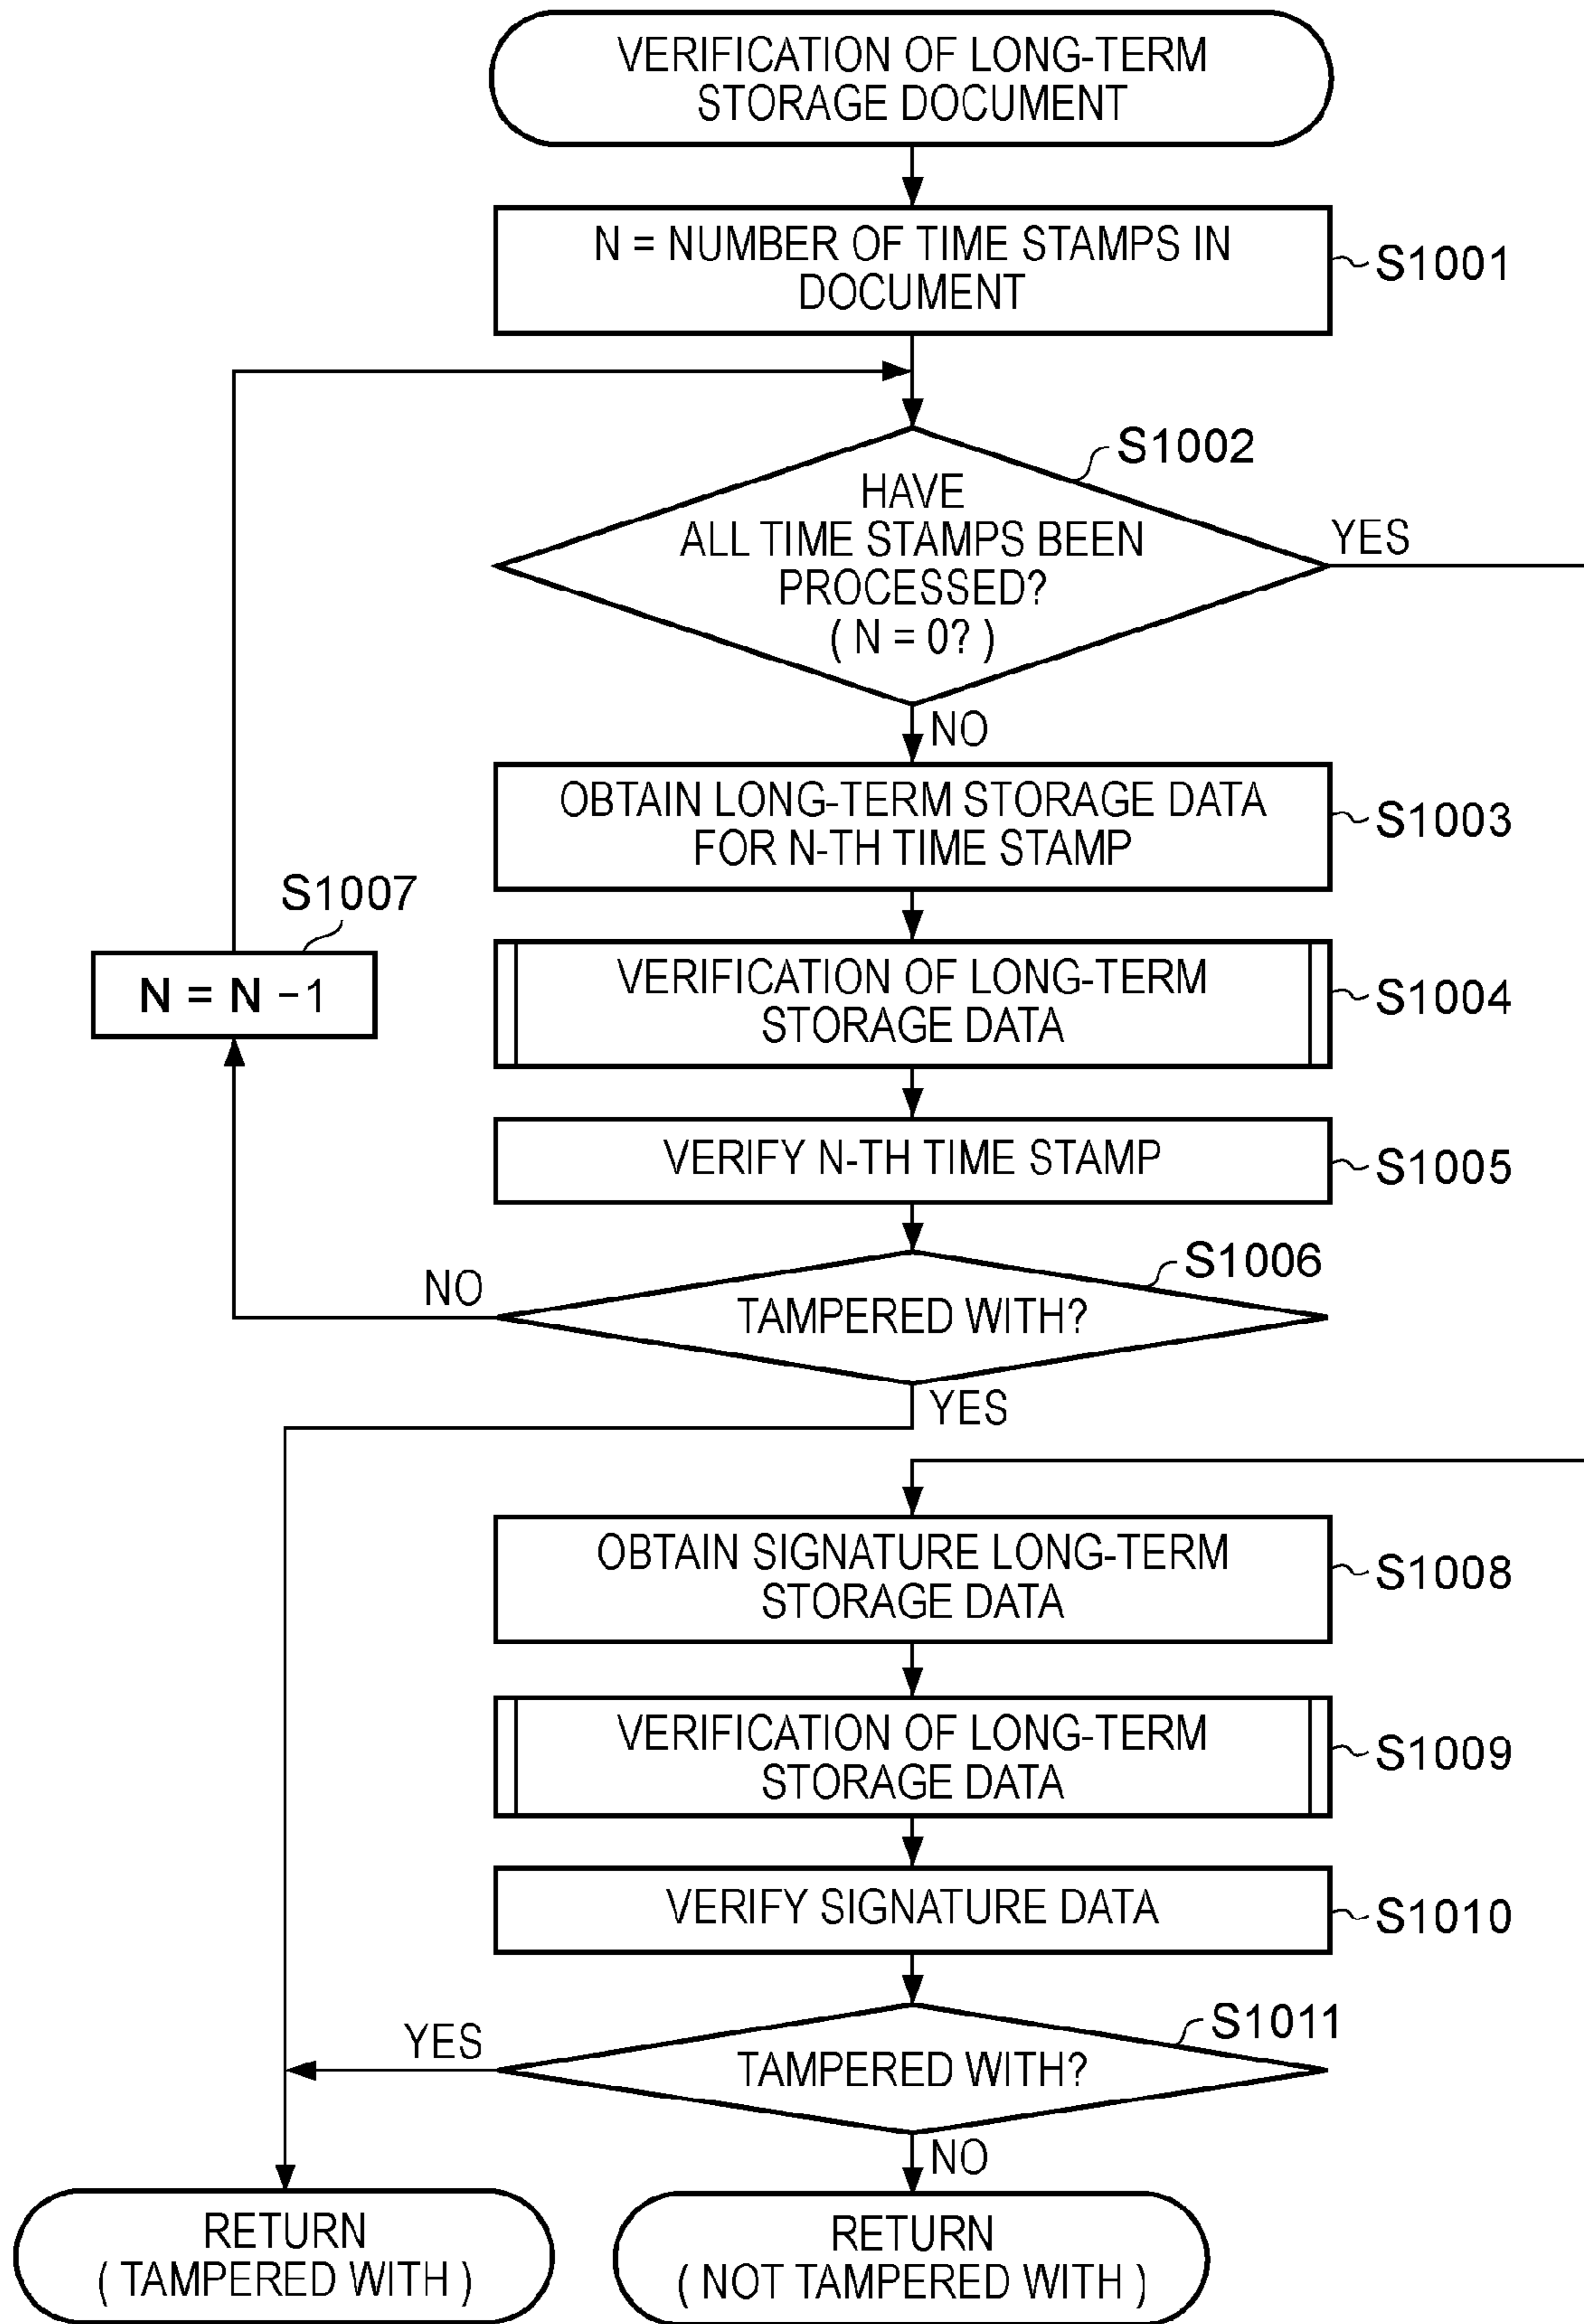 VERIFICATION OF LONG-TERM
STORAGE DOCUMENT
N = NUMBER OF TIME STAMPS IN
DOCUMENT
S1001
S1002
HAVE
ALL TIME STAMPS BEEN
PROCESSED?
( N = 0? )
YES
NO
OBTAIN LONG-TERM STORAGE DATA
FOR N-TH TIME STAMP
S1003
S1007
N = N −1
VERIFICATION OF LONG-TERM
STORAGE DATA
S1004
VERIFY N-TH TIME STAMP
S1005
S1006
NO
TAMPERED WITH?
YES
OBTAIN SIGNATURE LONG-TERM
STORAGE DATA
S1008
VERIFICATION OF LONG-TERM
STORAGE DATA
S1009
VERIFY SIGNATURE DATA
S1010
S1011
YES
TAMPERED WITH?
NO
RETURN
( TAMPERED WITH )
RETURN
( NOT TAMPERED WITH )